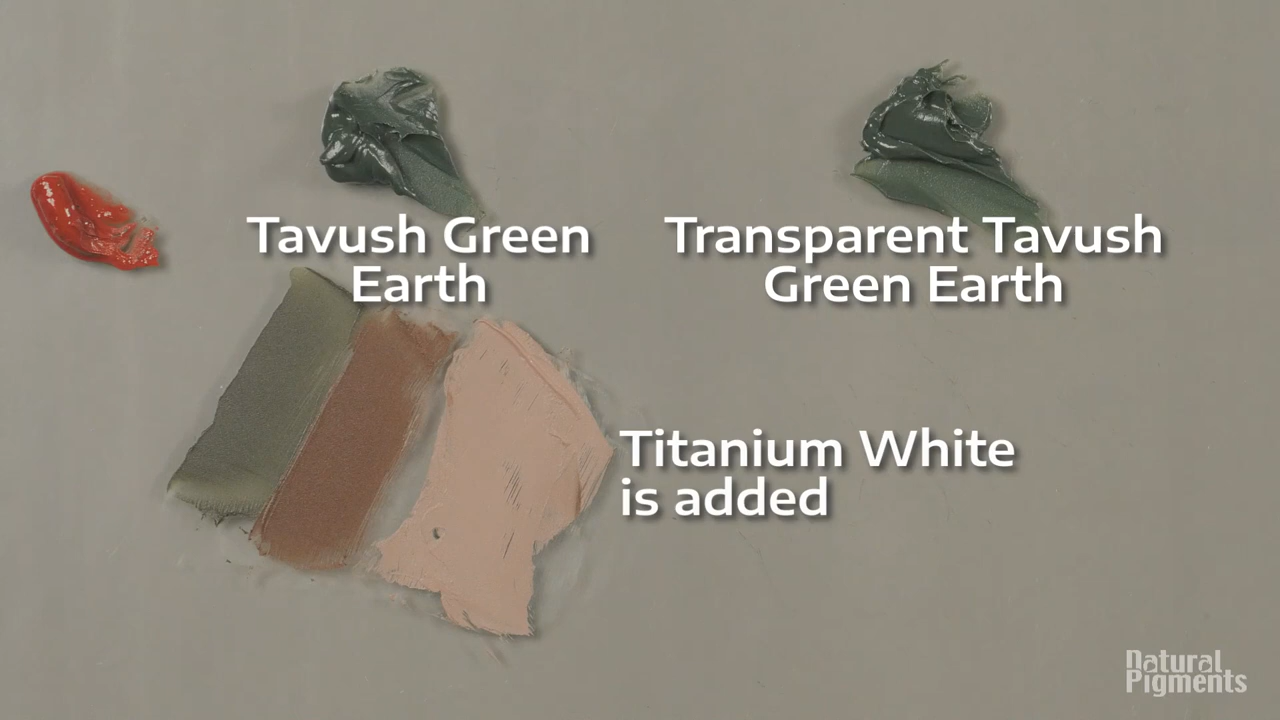 Tavush Green
Earth
Transparent Tavush
Green Earth
Titanium White
is added
Natural
Pigments